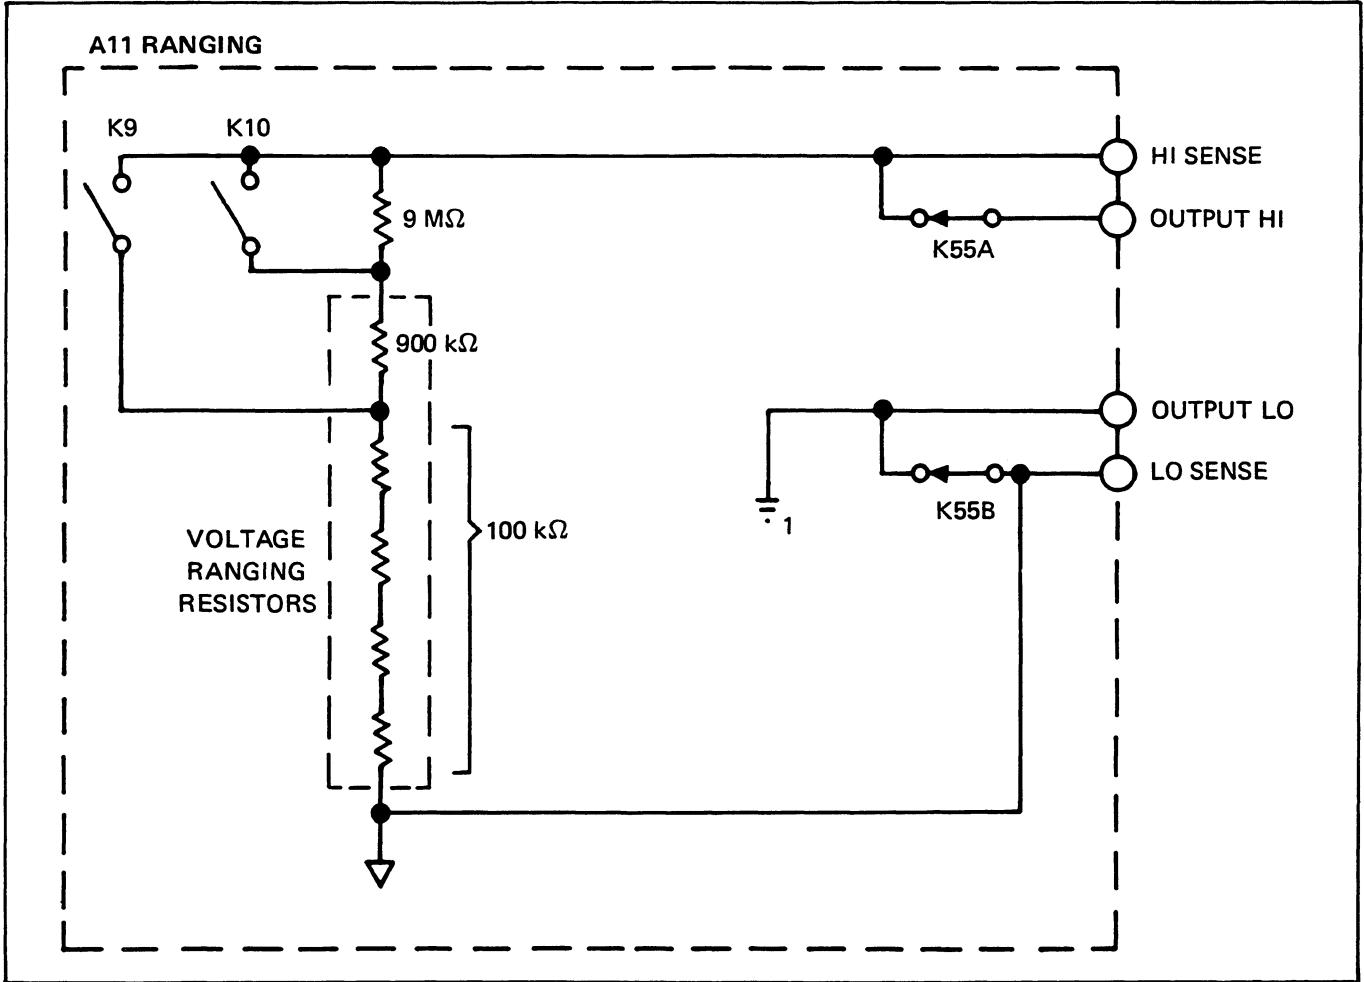 A11 RANGING
K9
K10
HI SENSE
9 MΩ
OUTPUT HI
K55A
900 kΩ
OUTPUT LO
LO SENSE
K55B
1
100 kΩ
VOLTAGE
RANGING
RESISTORS